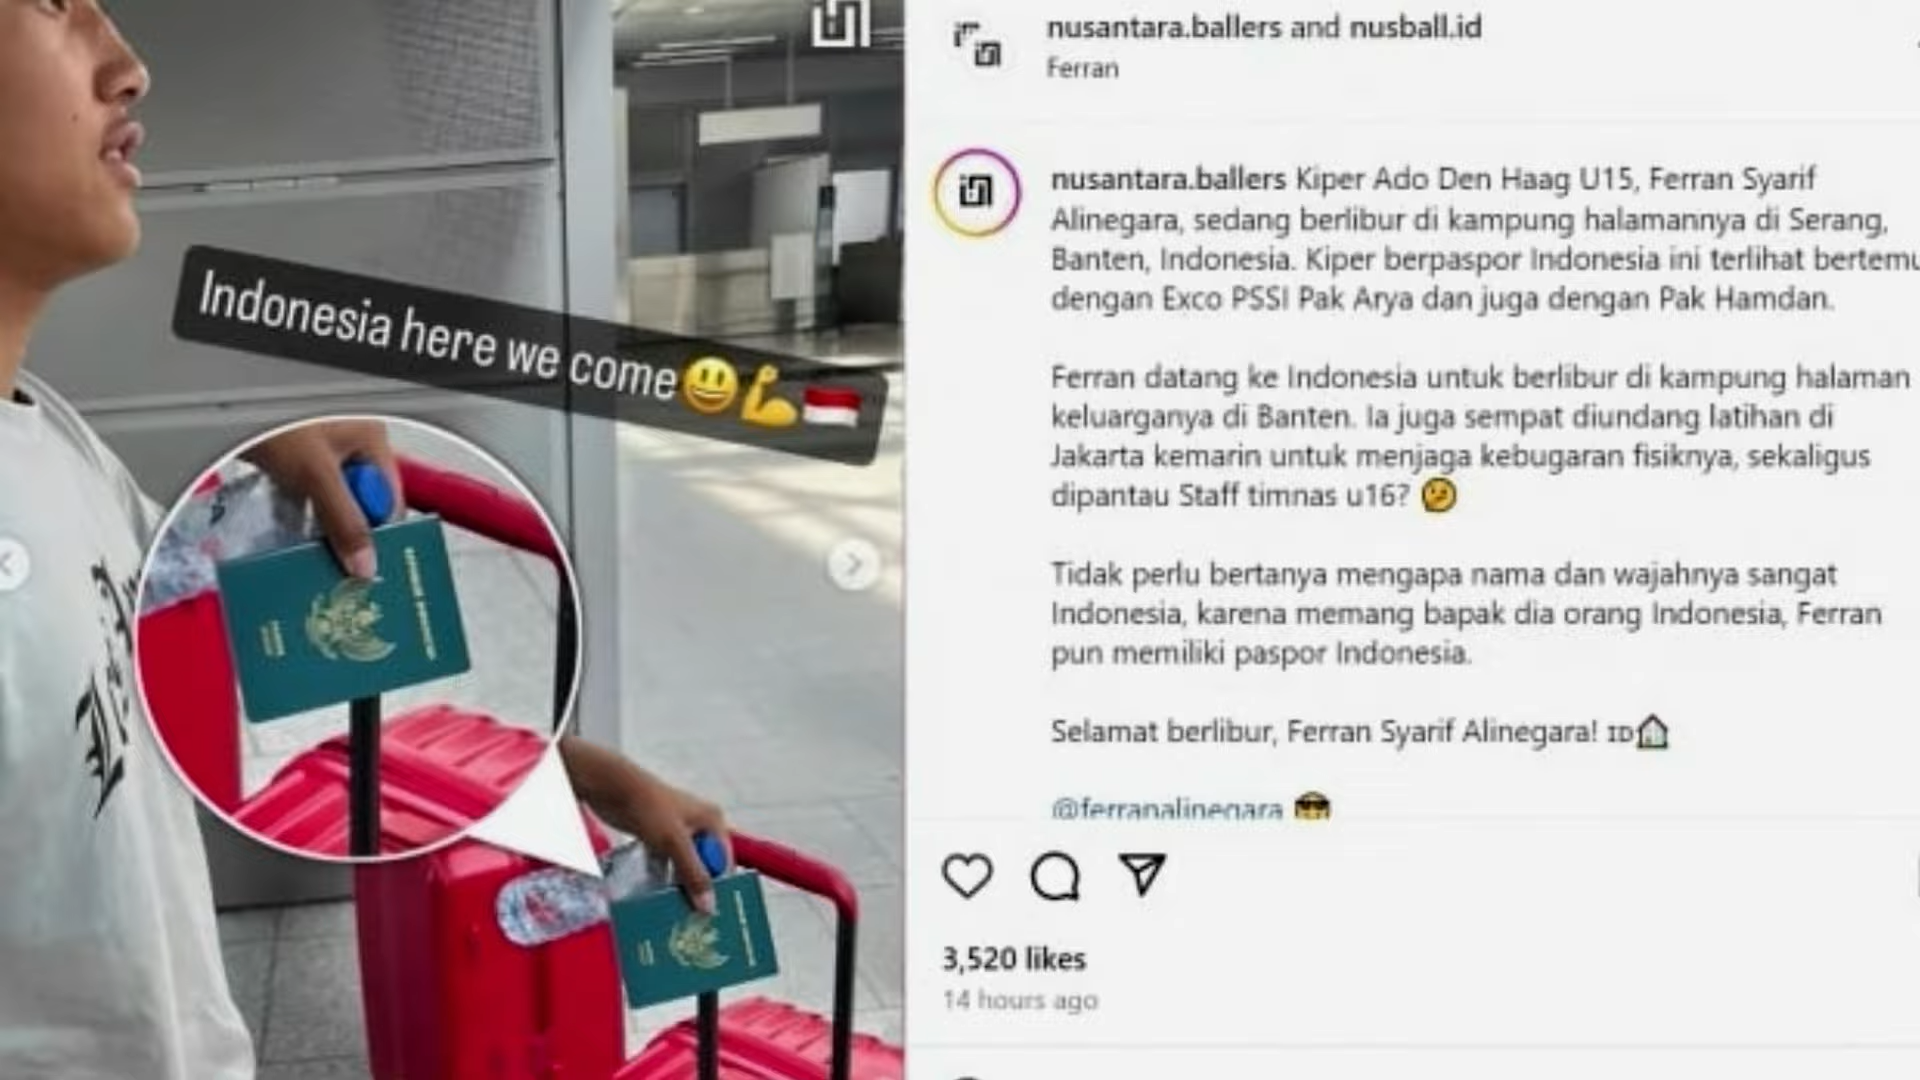 Indonesia here we come😃💪🇮🇩
nusantara.ballers and nusball.id
Ferran
nusantara.ballers Kiper Ado Den Haag U15, Ferran Syarif
Alinegara, sedang berlibur di kampung halamannya di Serang,
Banten, Indonesia. Kiper berpaspor Indonesia ini terlihat bertemu
dengan Exco PSSI Pak Arya dan juga dengan Pak Hamdan.
Ferran datang ke Indonesia untuk berlibur di kampung halaman
keluarganya di Banten. Ia juga sempat diundang latihan di
Jakarta kemarin untuk menjaga kebugaran fisiknya, sekaligus
dipantau Staff timnas u16? 🤔
Tidak perlu bertanya mengapa nama dan wajahnya sangat
Indonesia, karena memang bapak dia orang Indonesia, Ferran
pun memiliki paspor Indonesia.
Selamat berlibur, Ferran Syarif Alinegara! ID🏠
@ferranalinegara 😎
3,520 likes
14 hours ago